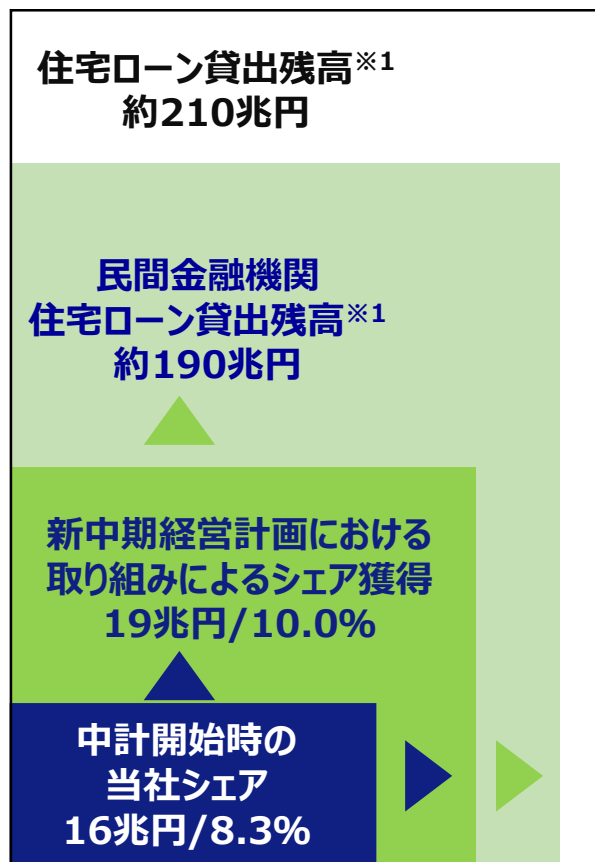 住宅ローン貸出残高※1
約210兆円
民間金融機関
住宅ローン貸出残高※1
約190兆円
新中期経営計画における
取り組みによるシェア獲得
19兆円/10.0%
中計開始時の
当社シェア
16兆円/8.3%